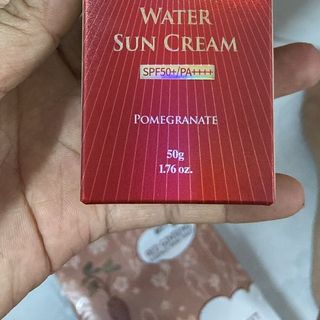 WATER
SUN CREAM
SPF50+/PA++++
POMEGRANATE
50g
1.76 oz.